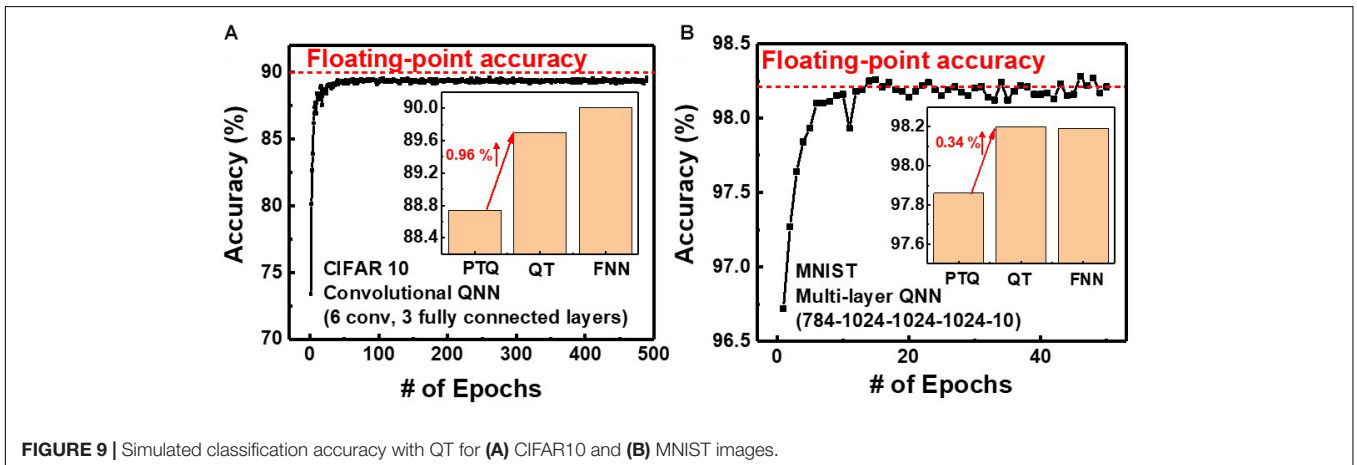 A
Floating-point accuracy
Accuracy (%)
90
85
80
75
70
0 100 200 300 400 500
# of Epochs
90.0
89.6
89.2
88.8
88.4
0.96 %
PTQ QT FNN
CIFAR 10
Convolutional QNN
(6 conv, 3 fully connected layers)
B
Floating-point accuracy
Accuracy (%)
98.5
98.0
97.5
97.0
96.5
0 20 40
# of Epochs
98.2
98.0
97.8
97.6
0.34 %
PTQ QT FNN
MNIST
Multi-layer QNN
(784-1024-1024-1024-10)
FIGURE 9 | Simulated classification accuracy with QT for (A) CIFAR10 and (B) MNIST images.